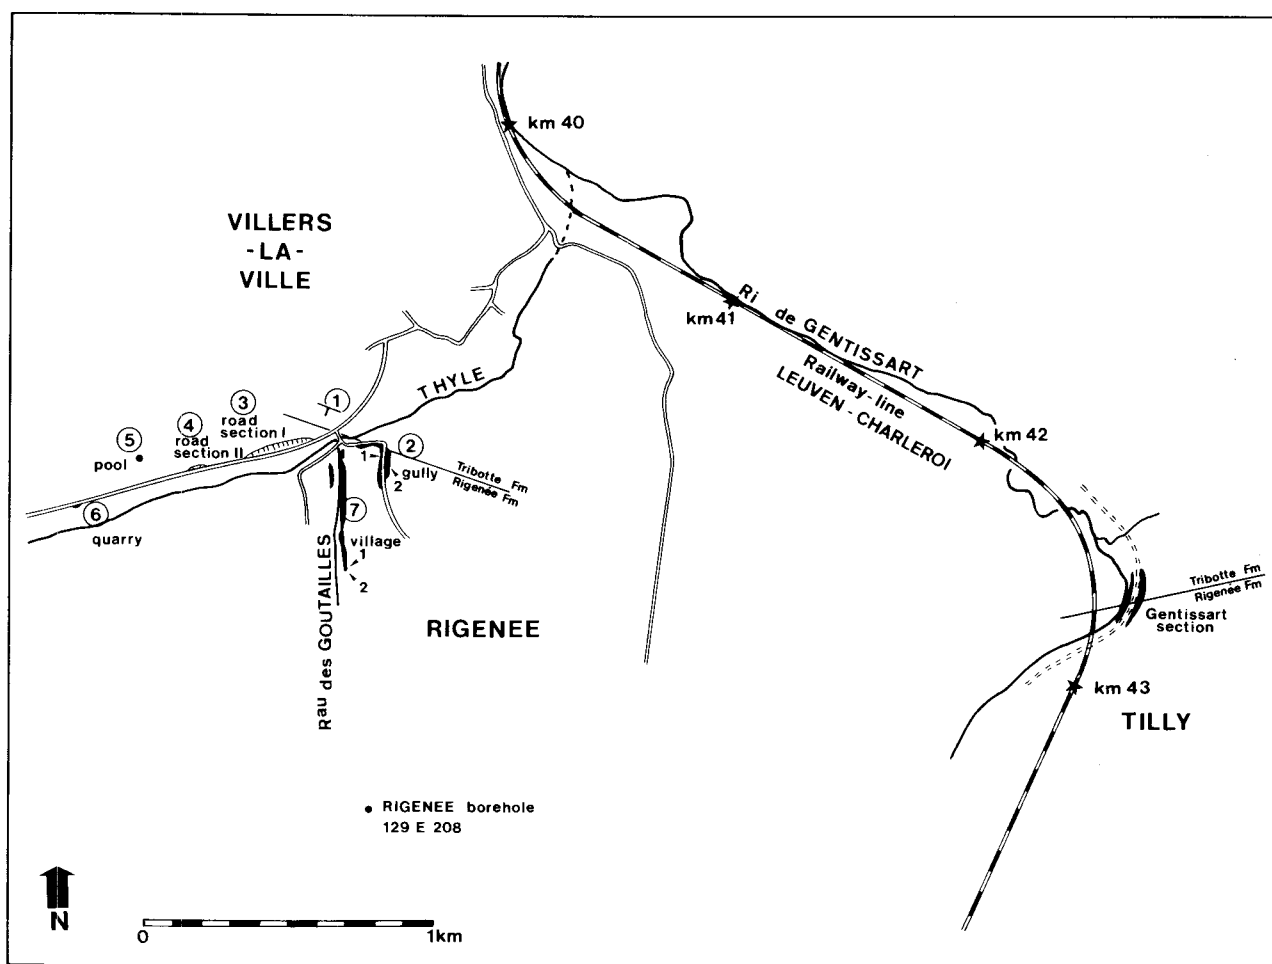 km 40
VILLERS
-LA-
VILLE
km 41
Ri de GENTISSART
Railway-line
LEUVEN-CHARLEROI
THYLE
1
3
road
section I
4
road
section II
5
pool
2
1
gully
2
Tribotte Fm
Rigenée Fm
km 42
6
quarry
7
village
1
2
Rau des GOUTAILLES
RIGENEE
Tribotte Fm
Rigenée Fm
Gentissart
section
km 43
TILLY
RIGENEE borehole
129 E 208
N
0
1km